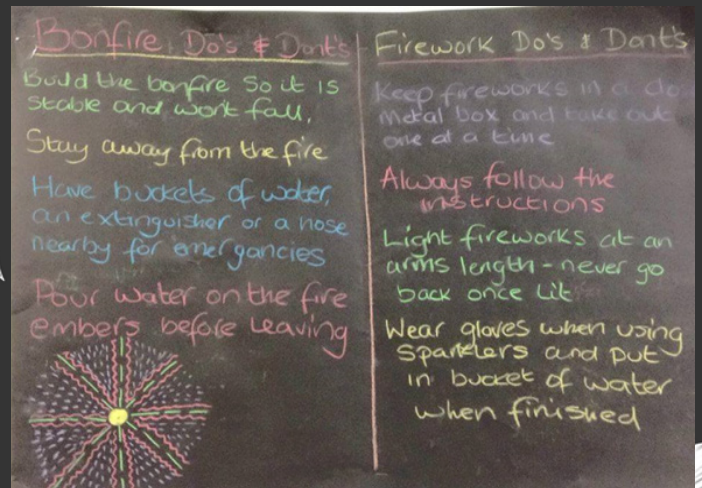 Bonfire Do's & Dont's
Build the bonfire so it is
stable and wont fall.
Stay away from the fire
Have buckets of water,
an extinguisher or a hose
nearby for emergancies
Pour water on the fire
embers before leaving
Firework Do's & Dont's
Keep fireworks in a
metal box and take out
one at a time
Always follow the
instructions
Light fireworks at an
arms length - never go
back once lit
Wear gloves when using
sparklers and put
in bucket of water
when finished